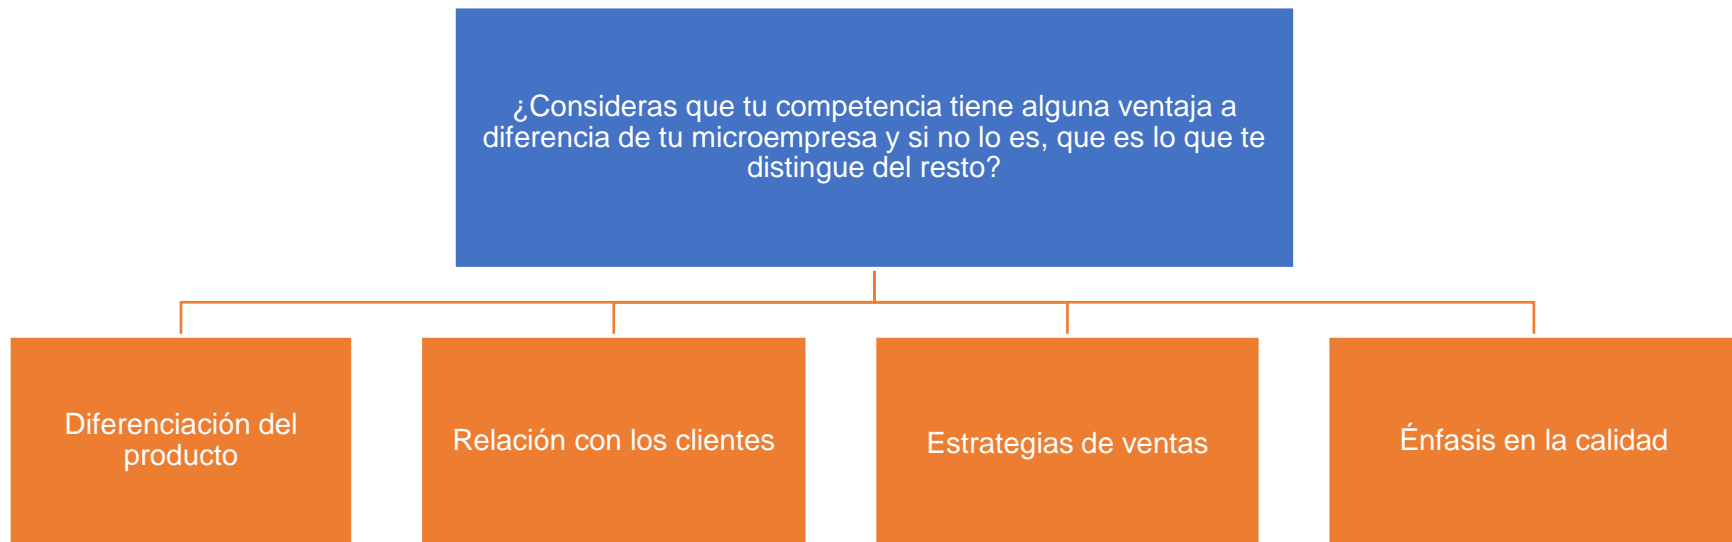 ¿Consideras que tu competencia tiene alguna ventaja a
diferencia de tu microempresa y si no lo es, que es lo que te
distingue del resto?
Diferenciación del
producto
Relación con los clientes
Estrategias de ventas
Énfasis en la calidad